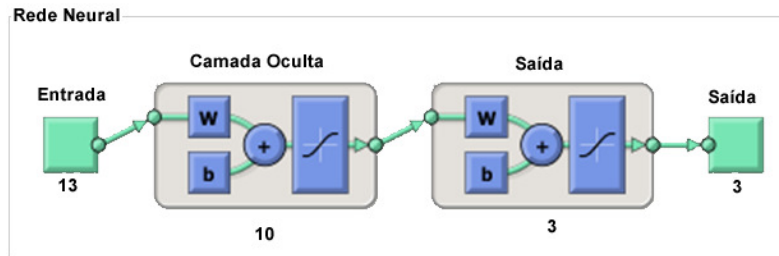 Rede Neural
Camada Oculta
Saída
Entrada
Saída
W
b
+
W
b
+
13
10
3
3